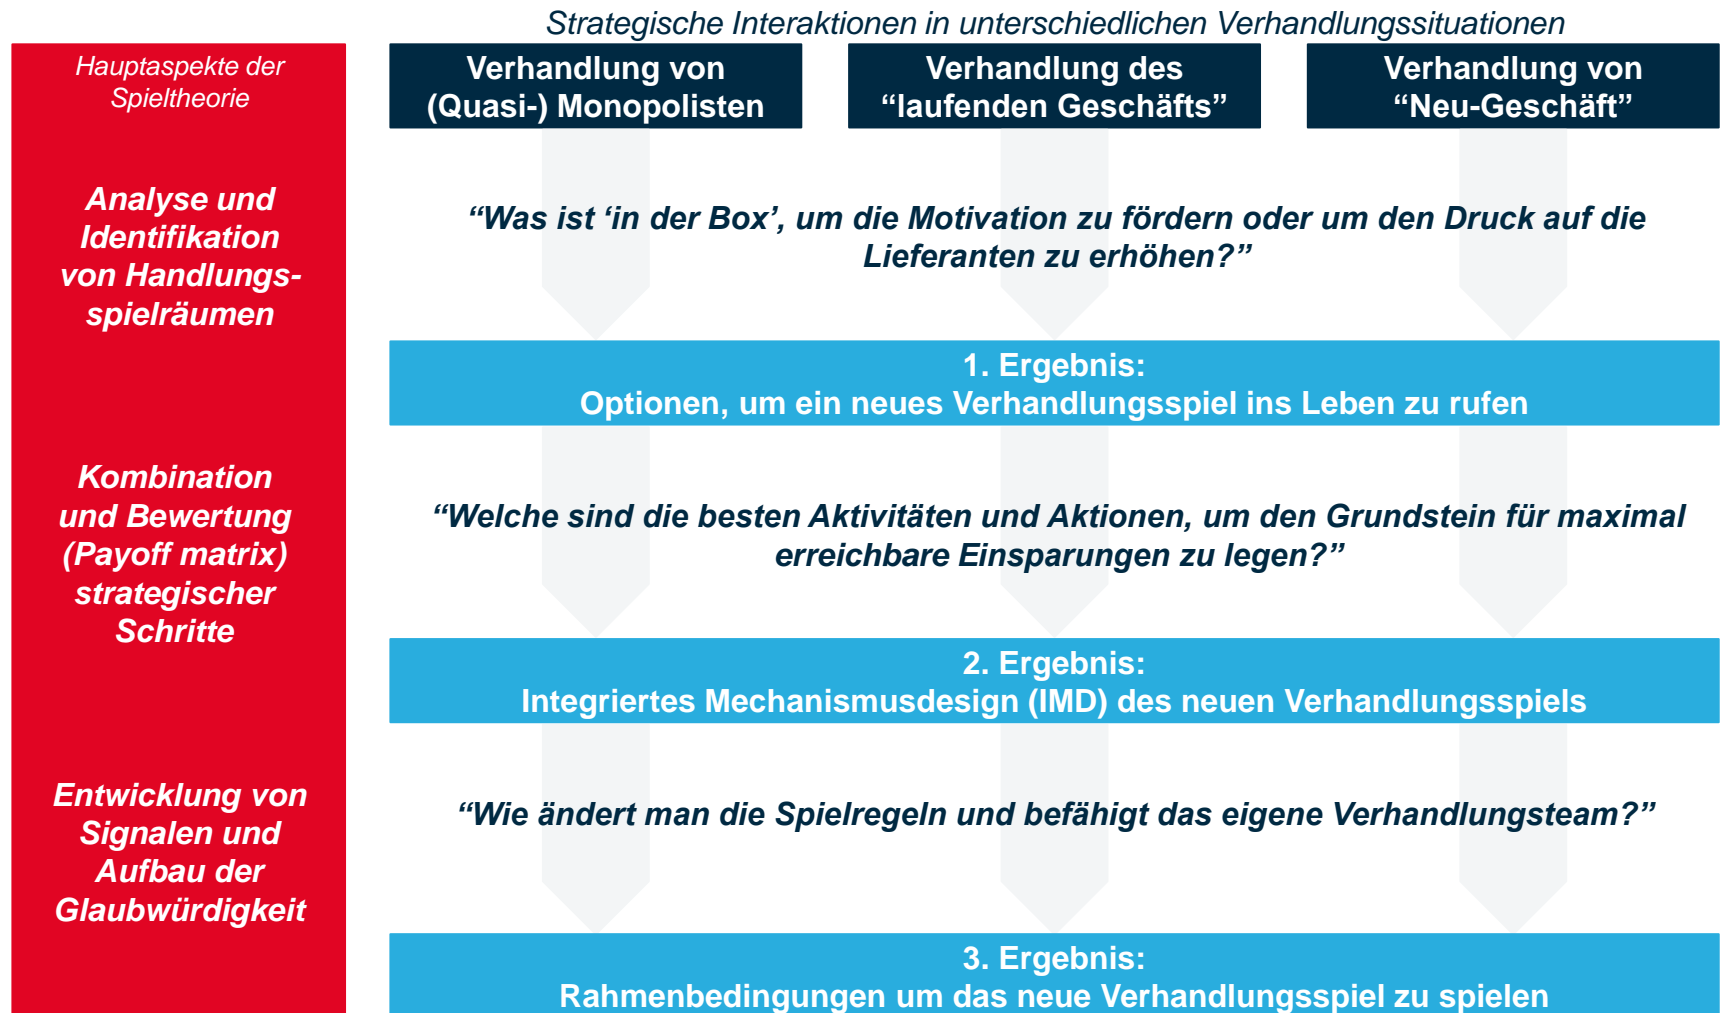 Strategische Interaktionen in unterschiedlichen Verhandlungssituationen
Hauptaspekte der
Spieltheorie
Verhandlung von
(Quasi-) Monopolisten
Verhandlung des
“laufenden Geschäfts”
Verhandlung von
“Neu-Geschäft”
Analyse und
Identifikation
von Handlungs-
spielräumen
“Was ist ‘in der Box’, um die Motivation zu fördern oder um den Druck auf die
Lieferanten zu erhöhen?”
1. Ergebnis:
Optionen, um ein neues Verhandlungsspiel ins Leben zu rufen
Kombination
und Bewertung
(Payoff matrix)
strategischer
Schritte
“Welche sind die besten Aktivitäten und Aktionen, um den Grundstein für maximal
erreichbare Einsparungen zu legen?”
2. Ergebnis:
Integriertes Mechanismusdesign (IMD) des neuen Verhandlungsspiels
Entwicklung von
Signalen und
Aufbau der
Glaubwürdigkeit
“Wie ändert man die Spielregeln und befähigt das eigene Verhandlungsteam?”
3. Ergebnis:
Rahmenbedingungen um das neue Verhandlungsspiel zu spielen